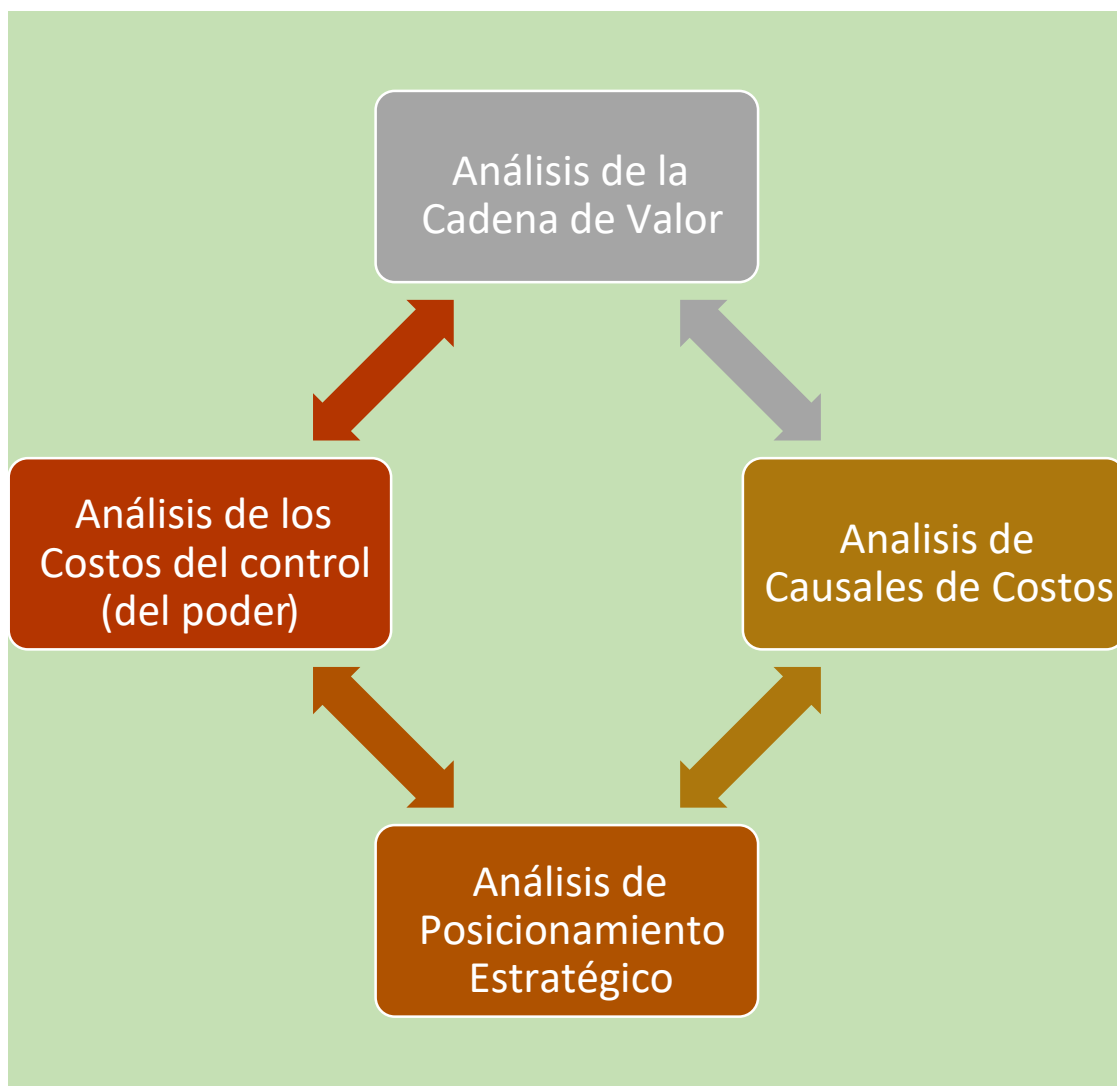 Análisis de la
Cadena de Valor
Análisis de los
Costos del control
(del poder)
Analisis de
Causales de Costos
Análisis de
Posicionamiento
Estratégico